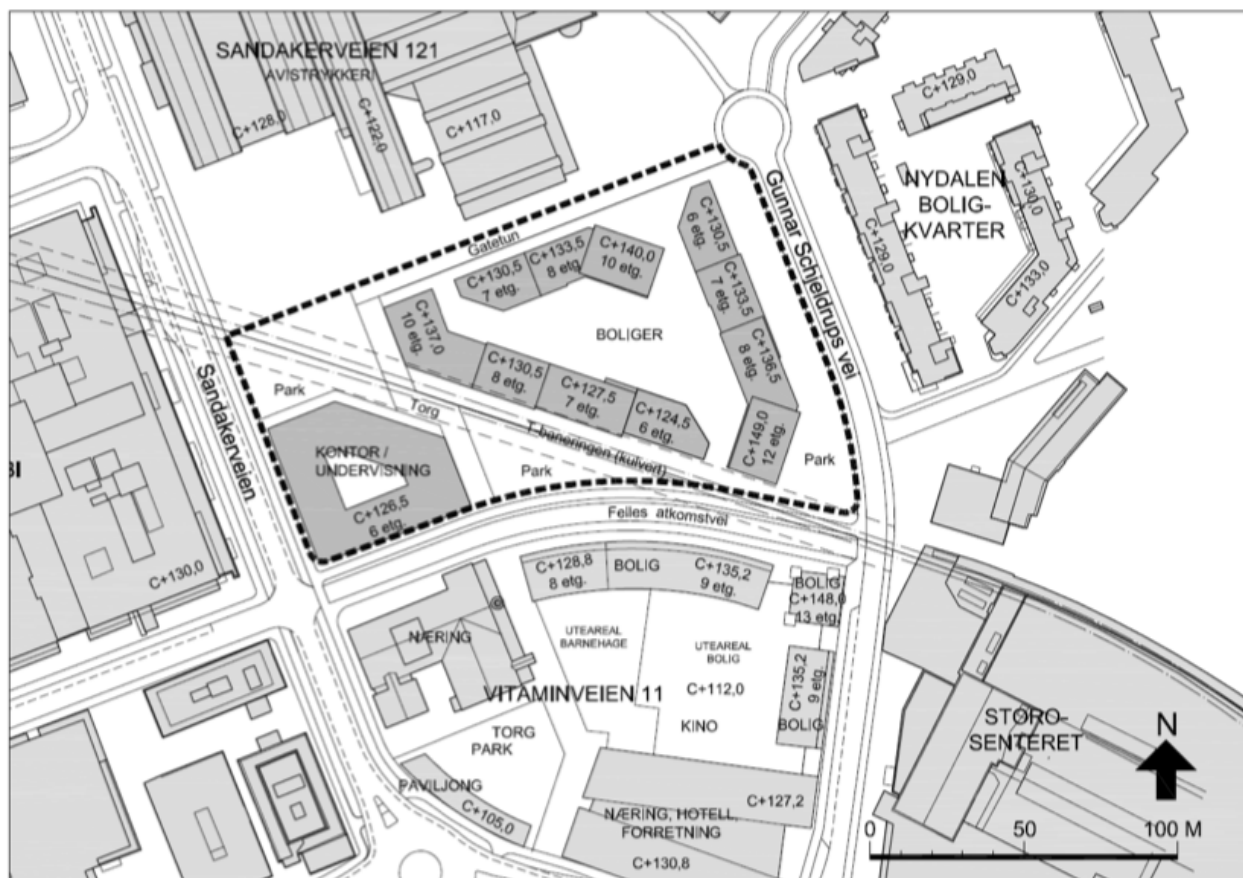 SANDAKERVEIEN 121
AVISTRYKKERI
C+128,0
C+122,0
C+117,0
C+129,0
NYDALEN
BOLIG-
KVARTER
C+130,0
C+129,0
C+133,0
Gunnar Schjeldrups vei
Gatetun
C+130,5
7 etg.
C+133,5
8 etg.
C+140,0
10 etg.
C+130,5
6 etg.
C+133,5
7 etg.
C+136,5
8 etg.
C+149,0
12 etg.
BOLIGER
C+137,0
10 etg.
C+130,5
8 etg.
C+127,5
7 etg.
C+124,5
6 etg.
Park
Torg
T-baneringen (kulvert)
Park
Park
Sandakerveien
KONTOR /
UNDERVISNING
C+126,5
6 etg.
BI
C+130,0
Felles atkomstvei
C+128,8
8 etg.
BOLIG
C+135,2
9 etg.
BOLIG
C+148,0
13 etg.
NÆRING
UTEAREAL
BARNEHAGE
UTEAREAL
BOLIG
C+112,0
C+135,2
9 etg.
BOLIG
VITAMINVEIEN 11
KINO
TORG
PARK
PAVILJONG
C+105,0
C+127,2
NÆRING, HOTELL,
FORRETNING
C+130,8
STORO-
SENTERET
N
0 50 100 M